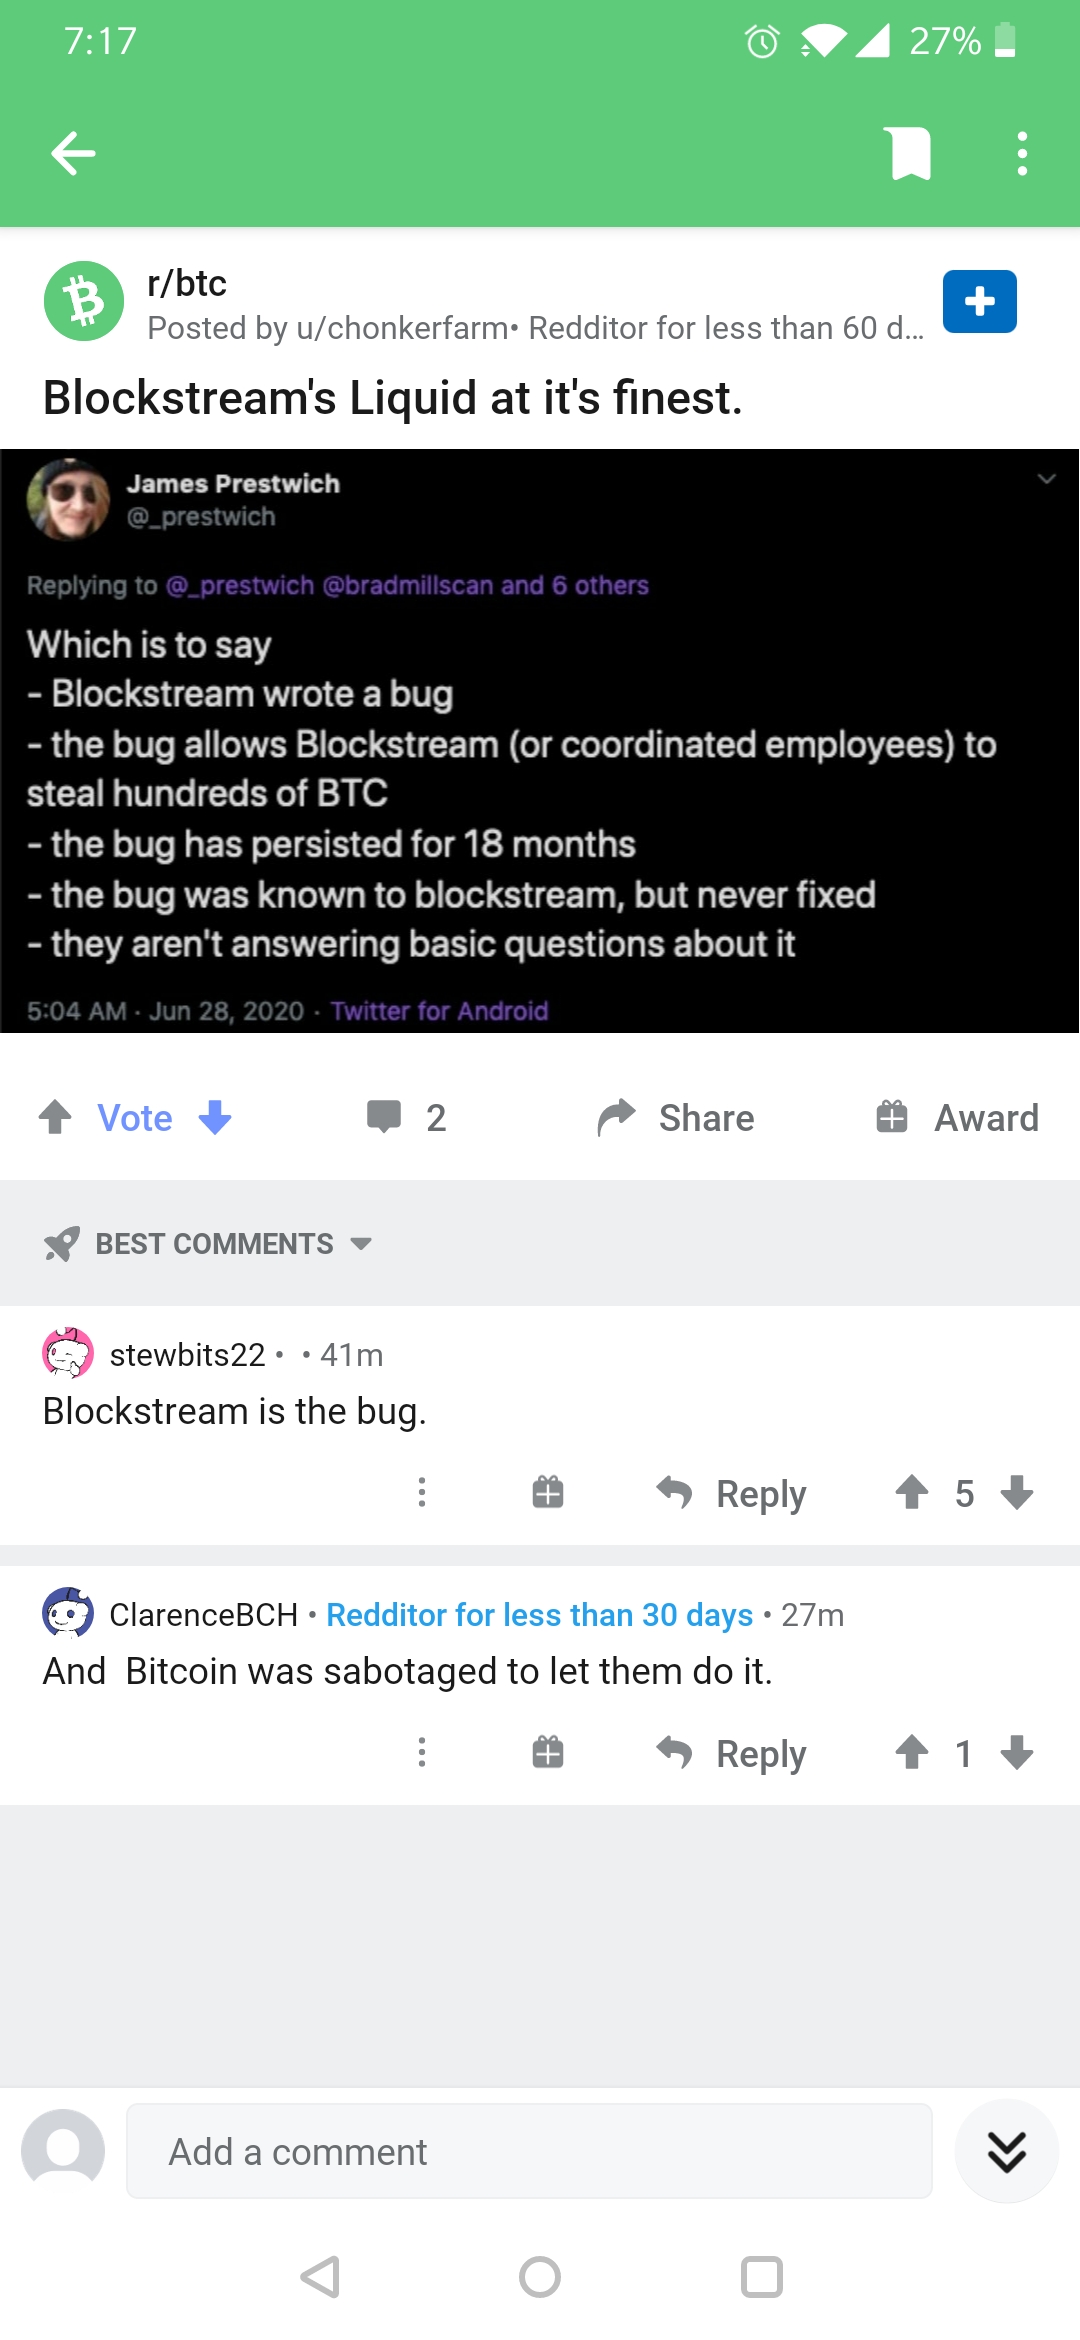 7:17
27%
r/btc
Posted by u/chonkerfarm• Redditor for less than 60 d...
Blockstream's Liquid at it's finest.
James Prestwich
@_prestwich
Replying to @_prestwich @bradmillscan and 6 others
Which is to say
- Blockstream wrote a bug
- the bug allows Blockstream (or coordinated employees) to
steal hundreds of BTC
- the bug has persisted for 18 months
- the bug was known to blockstream, but never fixed
- they aren't answering basic questions about it
5:04 AM · Jun 28, 2020 · Twitter for Android
Vote 2 Share Award
BEST COMMENTS
stewbits22 • • 41m
Blockstream is the bug.
Reply 5
ClarenceBCH • Redditor for less than 30 days • 27m
And  Bitcoin was sabotaged to let them do it.
Reply 1
Add a comment